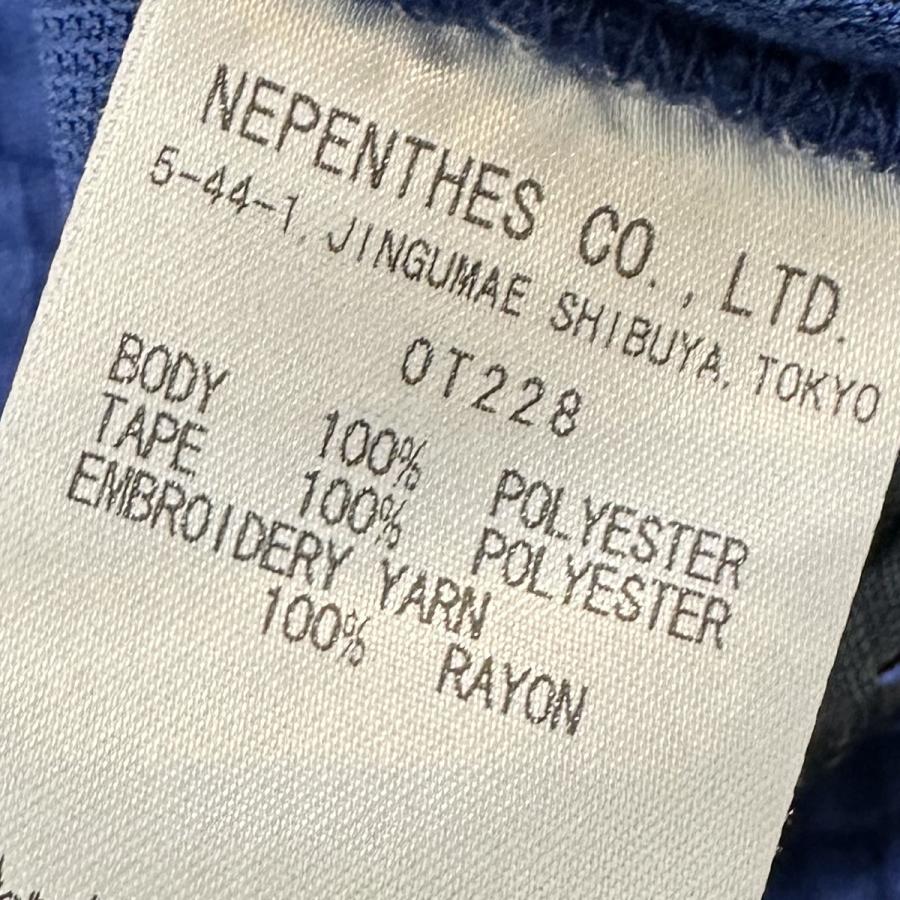 NEPENTHES CO., LTD.
5-44-1, JINGUMAE SHIBUYA, TOKYO
OT228
BODY 100% POLYESTER
TAPE 100% POLYESTER
EMBROIDERY YARN
100% RAYON